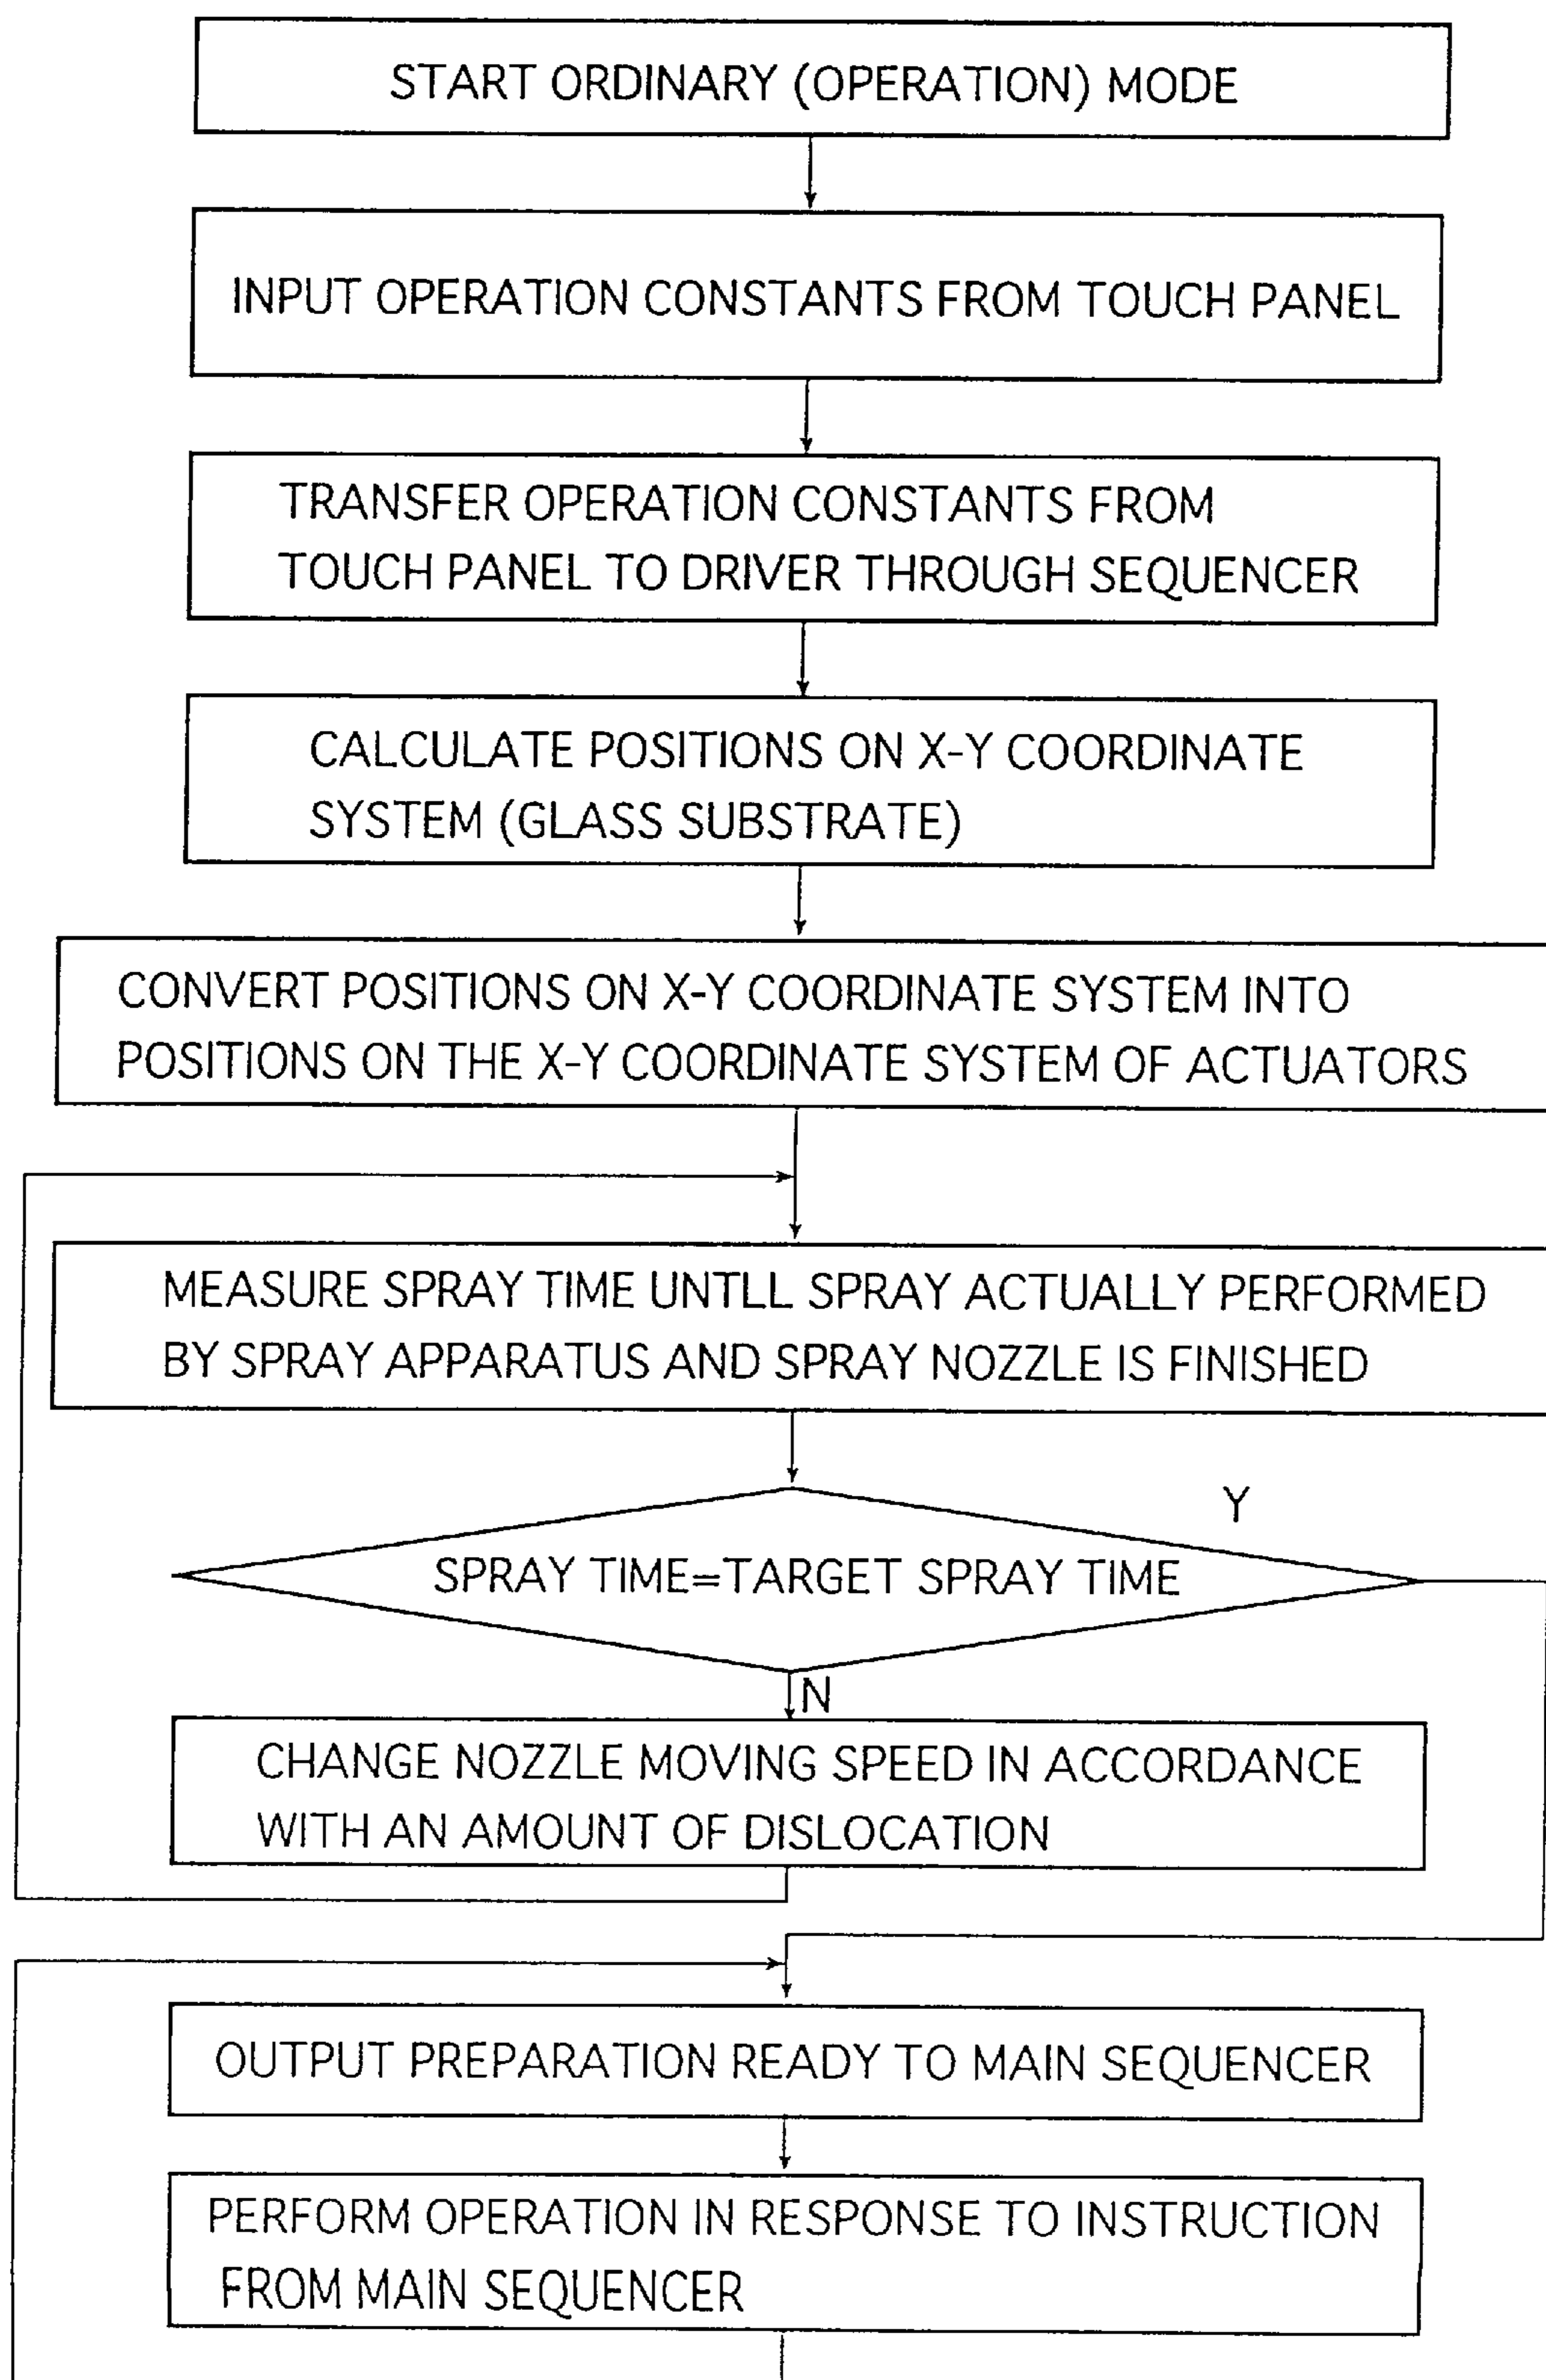 START ORDINARY (OPERATION) MODE
INPUT OPERATION CONSTANTS FROM TOUCH PANEL
TRANSFER OPERATION CONSTANTS FROM
TOUCH PANEL TO DRIVER THROUGH SEQUENCER
CALCULATE POSITIONS ON X-Y COORDINATE
SYSTEM (GLASS SUBSTRATE)
CONVERT POSITIONS ON X-Y COORDINATE SYSTEM INTO
POSITIONS ON THE X-Y COORDINATE SYSTEM OF ACTUATORS
MEASURE SPRAY TIME UNTLL SPRAY ACTUALLY PERFORMED
BY SPRAY APPARATUS AND SPRAY NOZZLE IS FINISHED
Y
SPRAY TIME=TARGET SPRAY TIME
N
CHANGE NOZZLE MOVING SPEED IN ACCORDANCE
WITH AN AMOUNT OF DISLOCATION
OUTPUT PREPARATION READY TO MAIN SEQUENCER
PERFORM OPERATION IN RESPONSE TO INSTRUCTION
FROM MAIN SEQUENCER